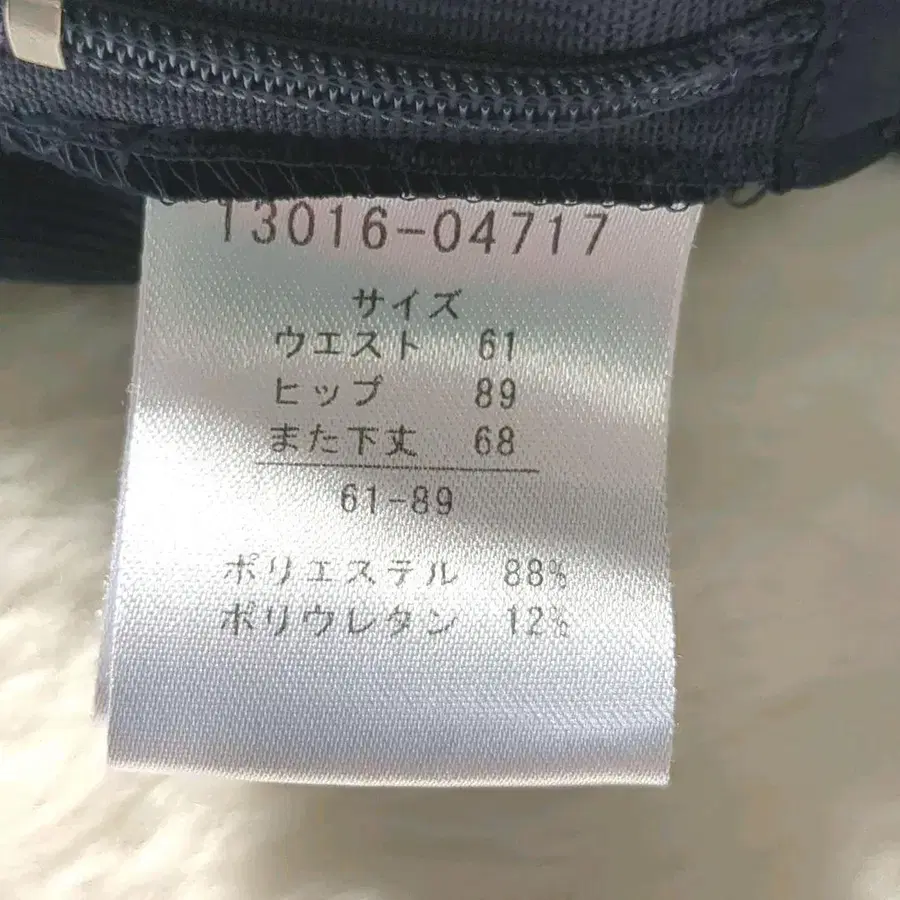 13016-04717
サイズ
ウエスト 61
ヒップ 89
また下丈 68
61-89
ポリエステル 88%
ポリウレタン 12%